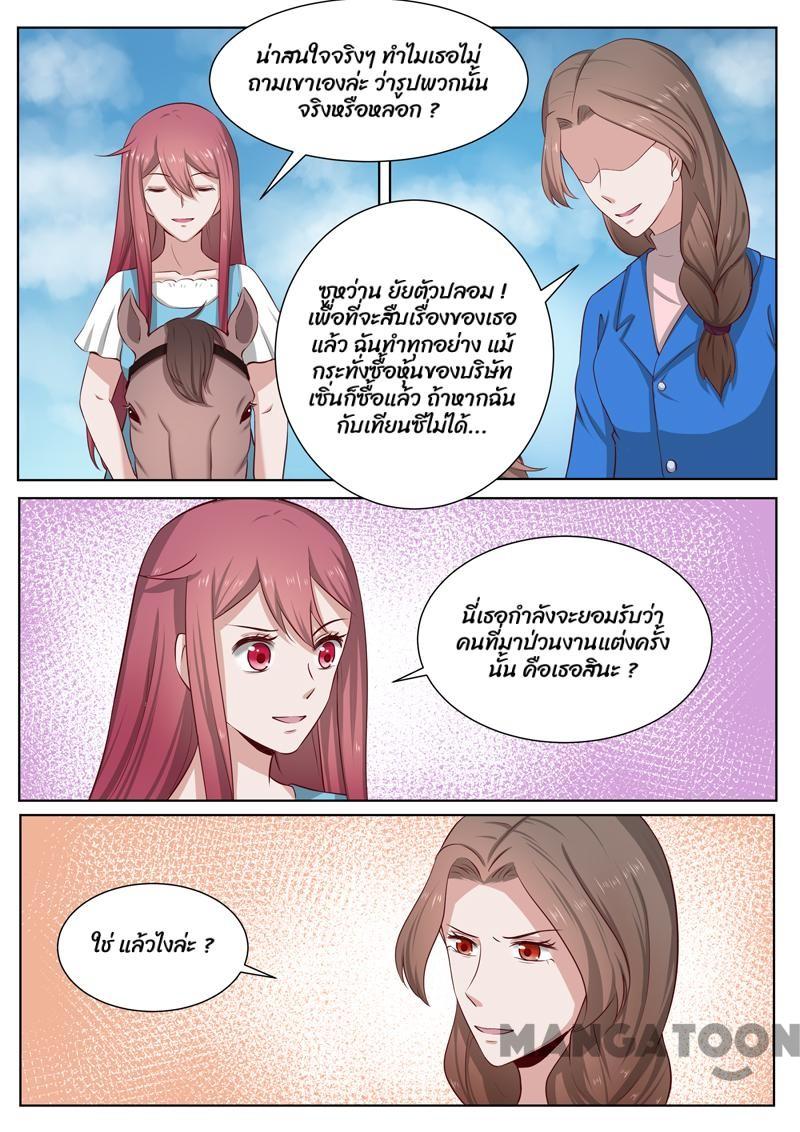 น่าสนใจจริงๆ ทำไมเธอไม่
ถามเขาเองล่ะ ว่ารูปพวกนั้น
จริงหรือหลอก ?
ซูหว่าน ยัยตัวปลอม !
เพื่อที่จะสืบเรื่องของเธอ
แล้ว ฉันทำทุกอย่าง แม้
กระทั่งซื้อหุ้นของบริษัท
เซิ่นก็ซื้อแล้ว ถ้าหากฉัน
กับเทียนซีไม่ได้...
นี่เธอกำลังจะยอมรับว่า
คนที่มาป่วนงานแต่งครั้ง
นั้น คือเธอสินะ ?
ใช่ แล้วไงล่ะ ?
MANGATOON